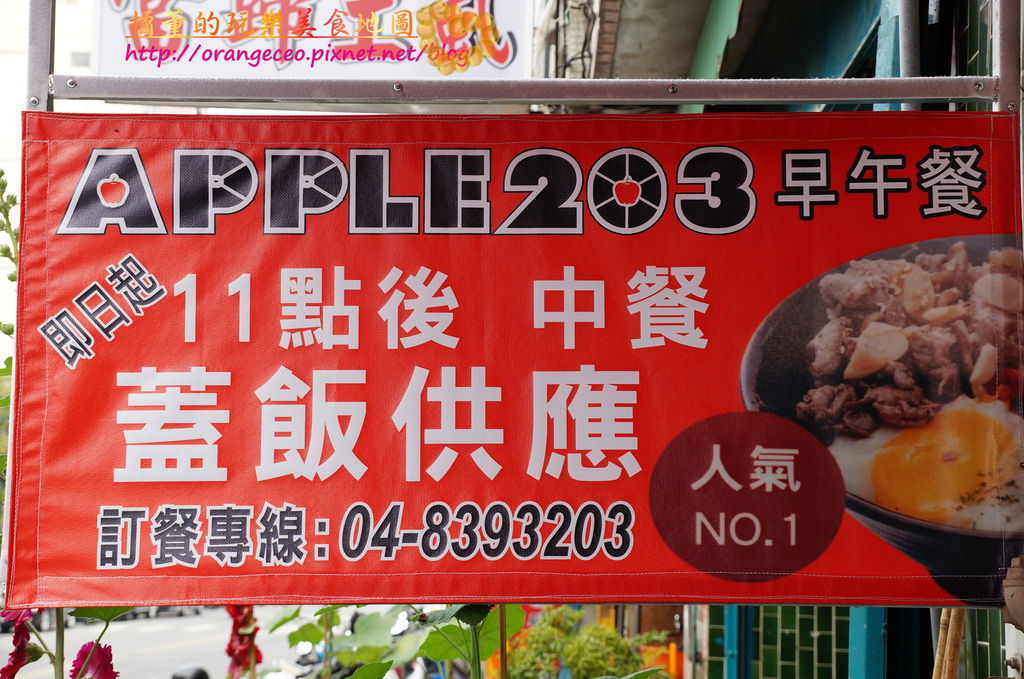 橘重的玩樂美食地圖
http://orangeceo.pixnet.net/blog
APPLE203 早午餐
即日起
11點後 中餐
蓋飯供應
訂餐專線:04-8393203
人氣
NO.1